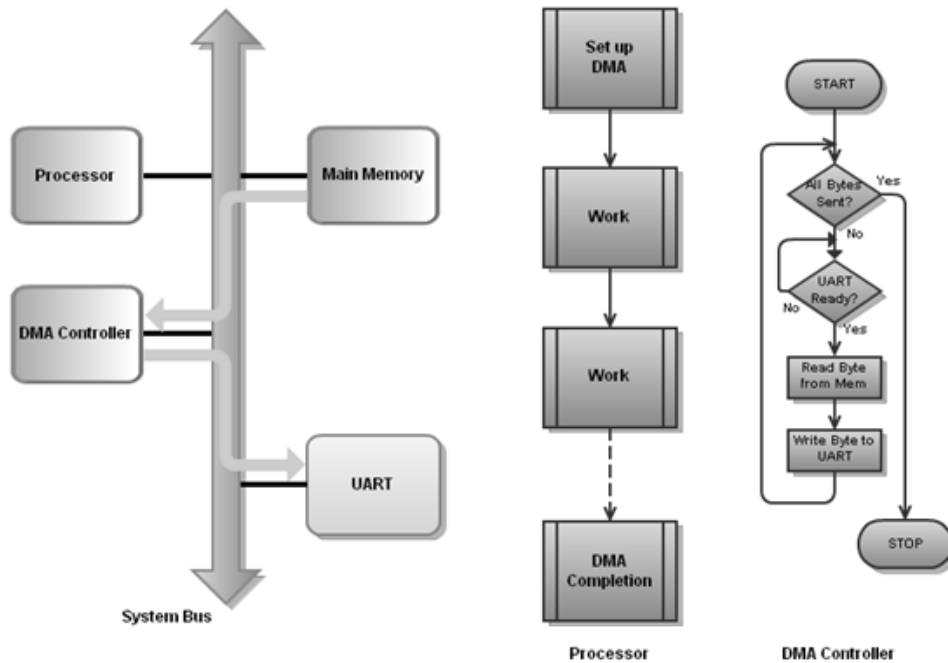 Processor
Main Memory
DMA Controller
UART
System Bus
Set up
DMA
Work
Work
DMA
Completion
Processor
START
All Bytes
Sent?
Yes
No
UART
Ready?
No
Yes
Read Byte
from Mem
Write Byte to
UART
STOP
DMA Controller